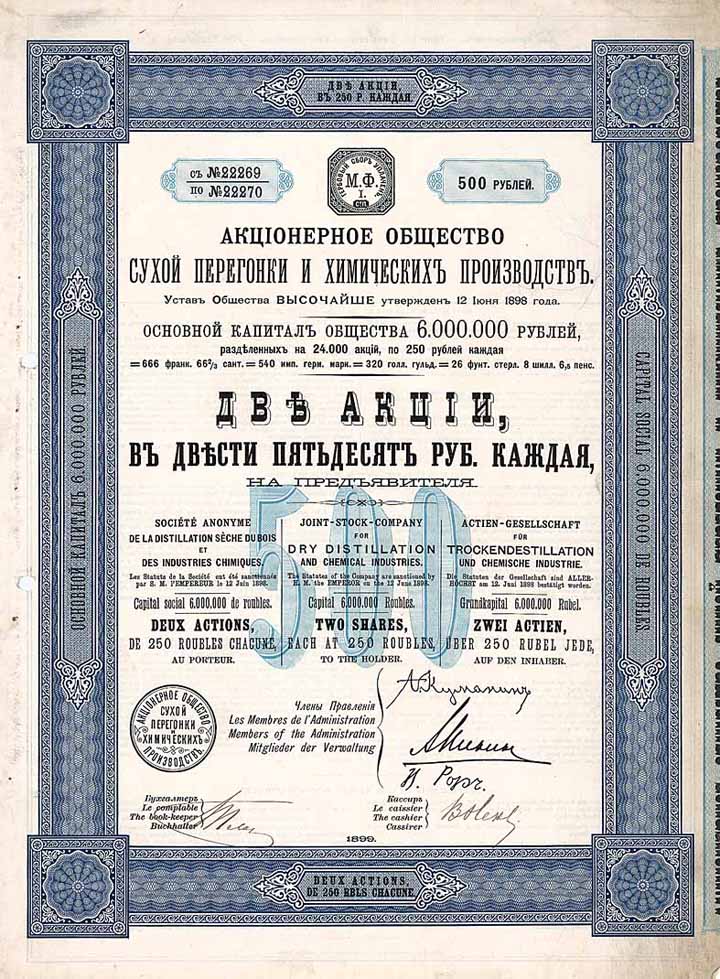 ДВѢ АКЦІИ,
ВЪ 250 Р. КАЖДАЯ.
съ №22269
по №22270
ГЕРБОВЫЙ СБОРЪ УПЛАЧЕНЪ.
М.Ф.
I.
СП.
500 РУБЛЕЙ.
АКЦІОНЕРНОЕ ОБЩЕСТВО
СУХОЙ ПЕРЕГОНКИ И ХИМИЧЕСКИХЪ ПРОИЗВОДСТВЪ.
Уставъ Общества ВЫСОЧАЙШЕ утвержденъ 12 Іюня 1898 года.
ОСНОВНОЙ КАПИТАЛЪ ОБЩЕСТВА 6.000.000 РУБЛЕЙ,
раздѣленныхъ на 24.000 акцій, по 250 рублей каждая
=666 франк. 66²/₃ сант.=540 имп. герм. марк.=320 голл. гульд.=26 фунт. стерл. 8 шилл. 6,₅ пенс.
ДВѢ АКЦІИ,
ВЪ ДВѢСТИ ПЯТЬДЕСЯТЪ РУБ. КАЖДАЯ,
НА ПРЕДЪЯВИТЕЛЯ.
500
SOCIÉTÉ ANONYME
DE LA DISTILLATION SÈCHE DU BOIS
ET
DES INDUSTRIES CHIMIQUES.
Les Statuts de la Société ont été sanctionnés
par S. M. l'EMPEREUR le 12 Juin 1898.
Capital social 6.000.000 de roubles.
DEUX ACTIONS,
DE 250 ROUBLES CHACUNE,
AU PORTEUR.
JOINT-STOCK-COMPANY
FOR
DRY DISTILLATION
AND CHEMICAL INDUSTRIES.
The Statutes of the Company are sanctioned by
H. M. the EMPEROR on the 12 June 1898.
Capital 6.000.000 Roubles.
TWO SHARES,
EACH AT 250 ROUBLES,
TO THE HOLDER.
ACTIEN-GESELLSCHAFT
FÜR
TROCKENDESTILLATION
UND CHEMISCHE INDUSTRIE.
Die Statuten der Gesellschaft sind ALLER-
HÖCHST am 12. Juni 1898 bestätigt worden.
Grundkapital 6.000.000 Rubel.
ZWEI ACTIEN,
ÜBER 250 RUBEL JEDE,
AUF DEN INHABER.
АКЦІОНЕРНОЕ ОБЩЕСТВО
СУХОЙ
ПЕРЕГОНКИ
И
ХИМИЧЕСКИХЪ
ПРОИЗВОДСТВЪ.
Члены Правленія
Les Membres de l'Administration
Members of the Administration
Mitglieder der Verwaltung
А. Куманинъ
Бухгалтеръ
Le comptable
The book-keeper
Buchhalter
Кассиръ
Le caissier
The cashier
Cassirer
1899.
DEUX ACTIONS,
DE 250 RBLS CHACUNE
ОСНОВНОЙ КАПИТАЛЪ 6.000.000 РУБЛЕЙ
CAPITAL SOCIAL 6.000.000 DE ROUBLES